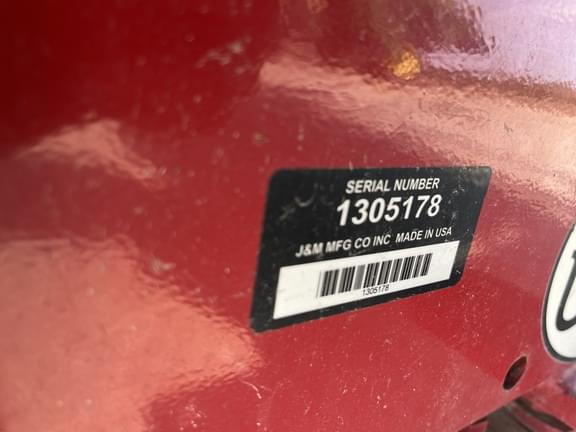 SERIAL NUMBER
1305178
J&M MFG CO INC MADE IN USA
1305178